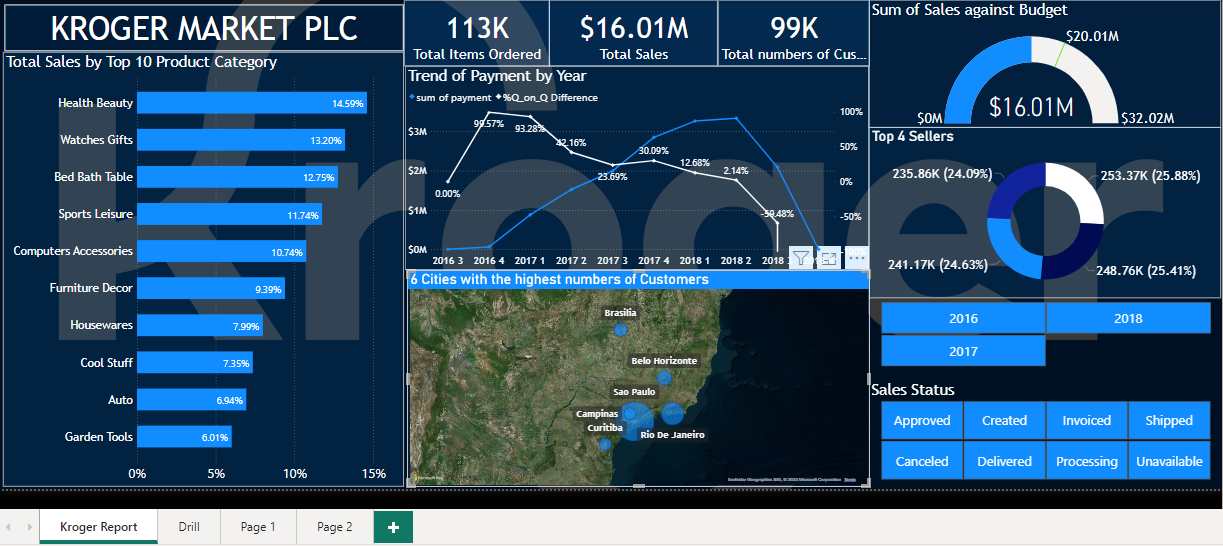 KROGER MARKET PLC
113K
Total Items Ordered
$16.01M
Total Sales
99K
Total numbers of Cus...
Total Sales by Top 10 Product Category
Health Beauty 14.59%
Watches Gifts 13.20%
Bed Bath Table 12.75%
Sports Leisure 11.74%
Computers Accessories 10.74%
Furniture Decor 9.39%
Housewares 7.99%
Cool Stuff 7.35%
Auto 6.94%
Garden Tools 6.01%
0% 5% 10% 15%
Trend of Payment by Year
sum of payment %Q_on_Q Difference
$3M
$2M
$1M
$0M
100%
50%
0%
-50%
0.00%
99.57%
93.28%
42.16%
23.69%
30.09%
12.68%
2.14%
-59.48%
2016 3 2016 4 2017 1 2017 2 2017 3 2017 4 2018 1 2018 2 2018 3
6 Cities with the highest numbers of Customers
Brasilia
Belo Horizonte
Sao Paulo
Campinas
Curitiba
Rio De Janeiro
Sum of Sales against Budget
$20.01M
$16.01M
$0M
$32.02M
Top 4 Sellers
235.86K (24.09%)
253.37K (25.88%)
241.17K (24.63%)
248.76K (25.41%)
2016 2018
2017
Sales Status
Approved Created Invoiced Shipped
Canceled Delivered Processing Unavailable
Kroger
Kroger Report Drill Page 1 Page 2 +